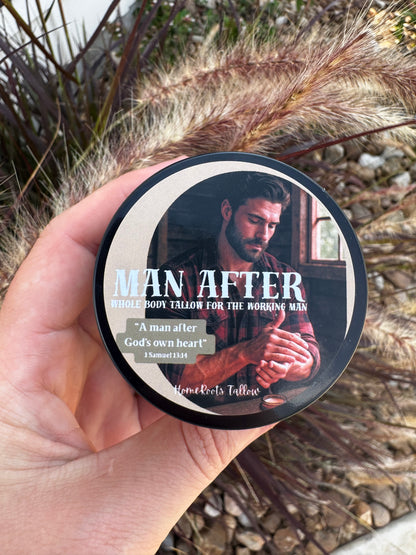 MAN AFTER
WHOLE BODY TALLOW FOR THE WORKING MAN
"A man after
God's own heart"
1 Samuel 13:14
HomeRoots Tallow